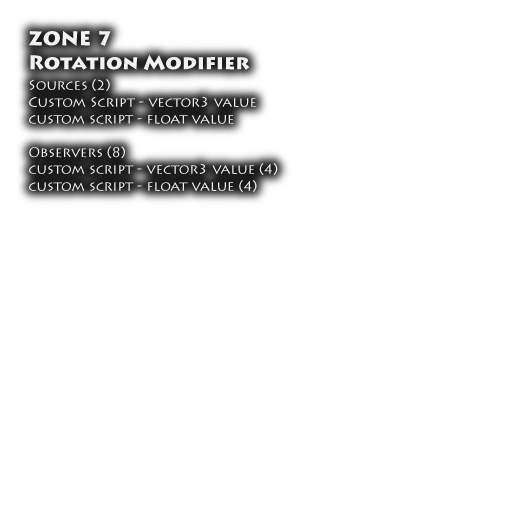 ZONE 7
Rotation Modifier
Sources (2)
Custom Script - vector3 value
custom script - float value
Observers (8)
custom script - vector3 value (4)
custom script - float value (4)